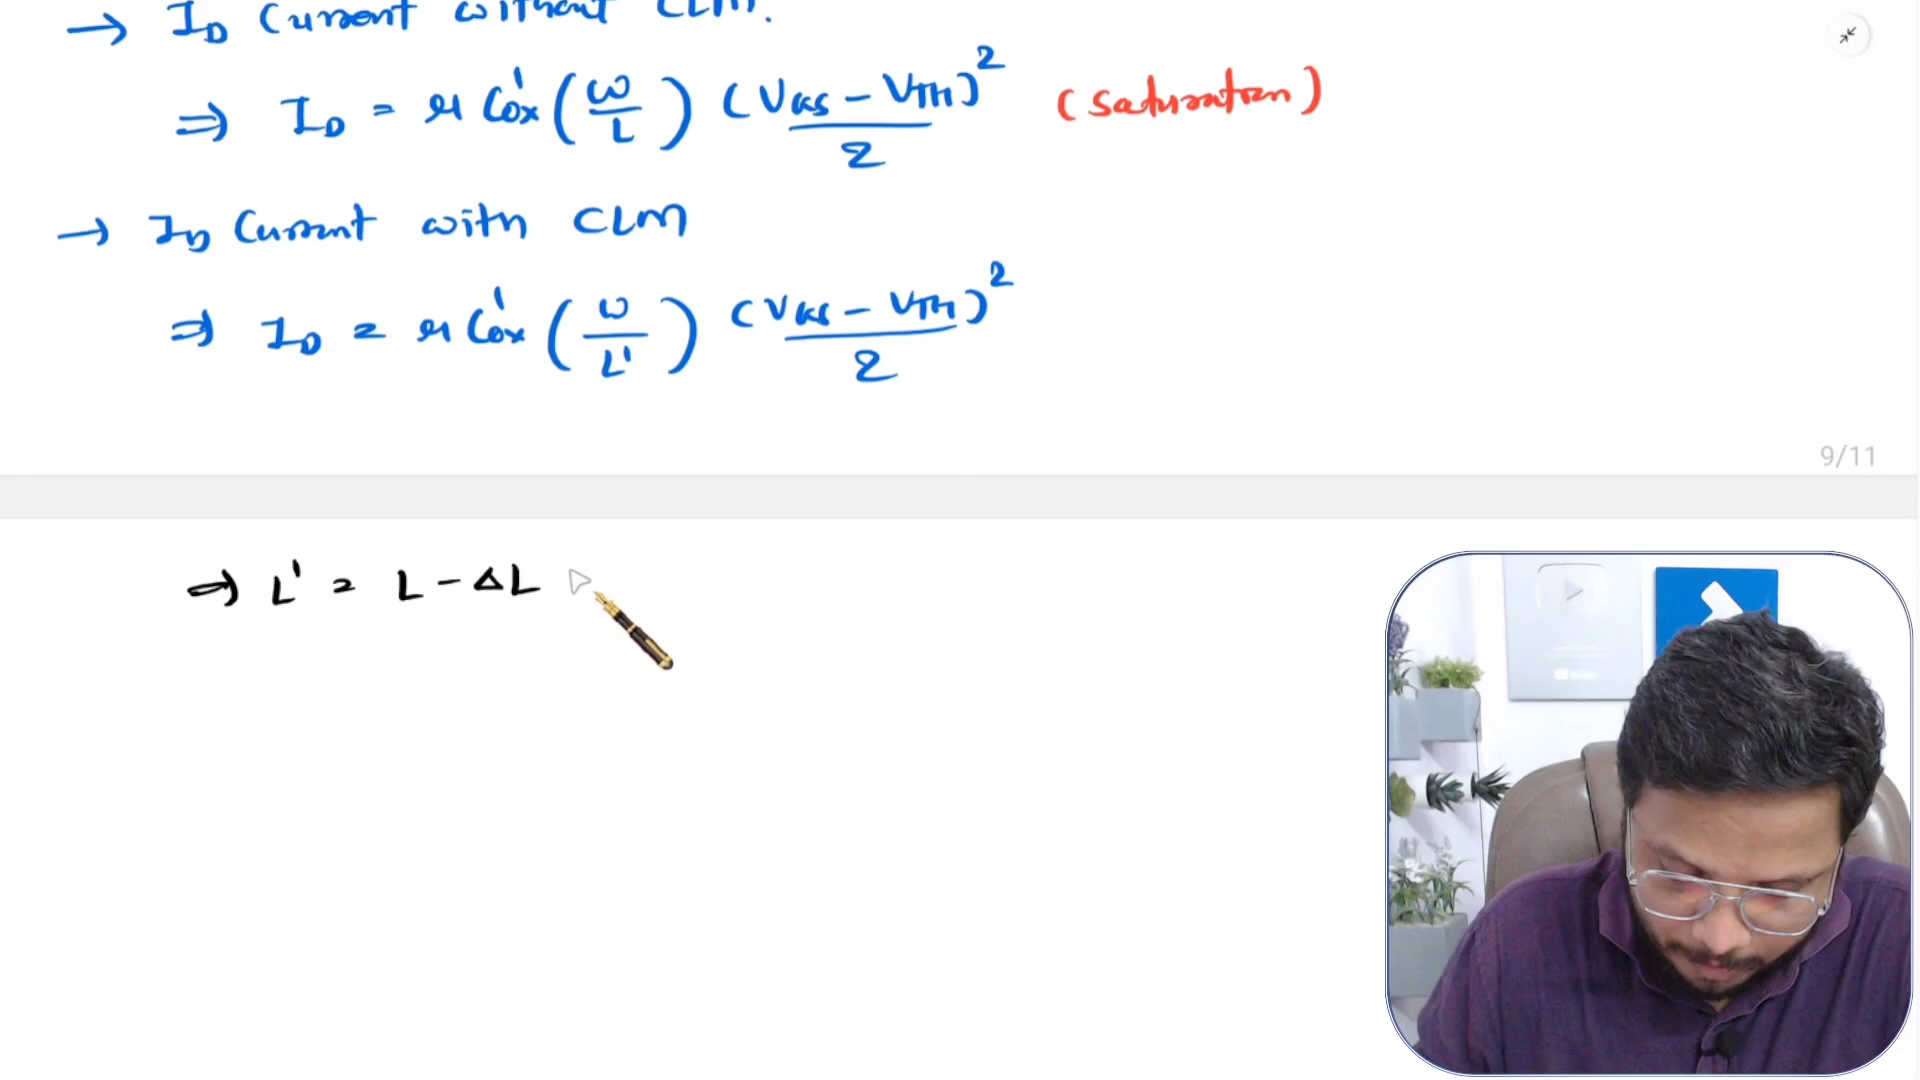 → ID Current without CLM.
⇒ ID = μ Cox' (W/L) (VGS - VTH)²/2 (saturation)
→ ID Current with CLM
⇒ ID = μ Cox' (W/L') (VGS - VTH)²/2
9/11
⇒ L' = L - ΔL